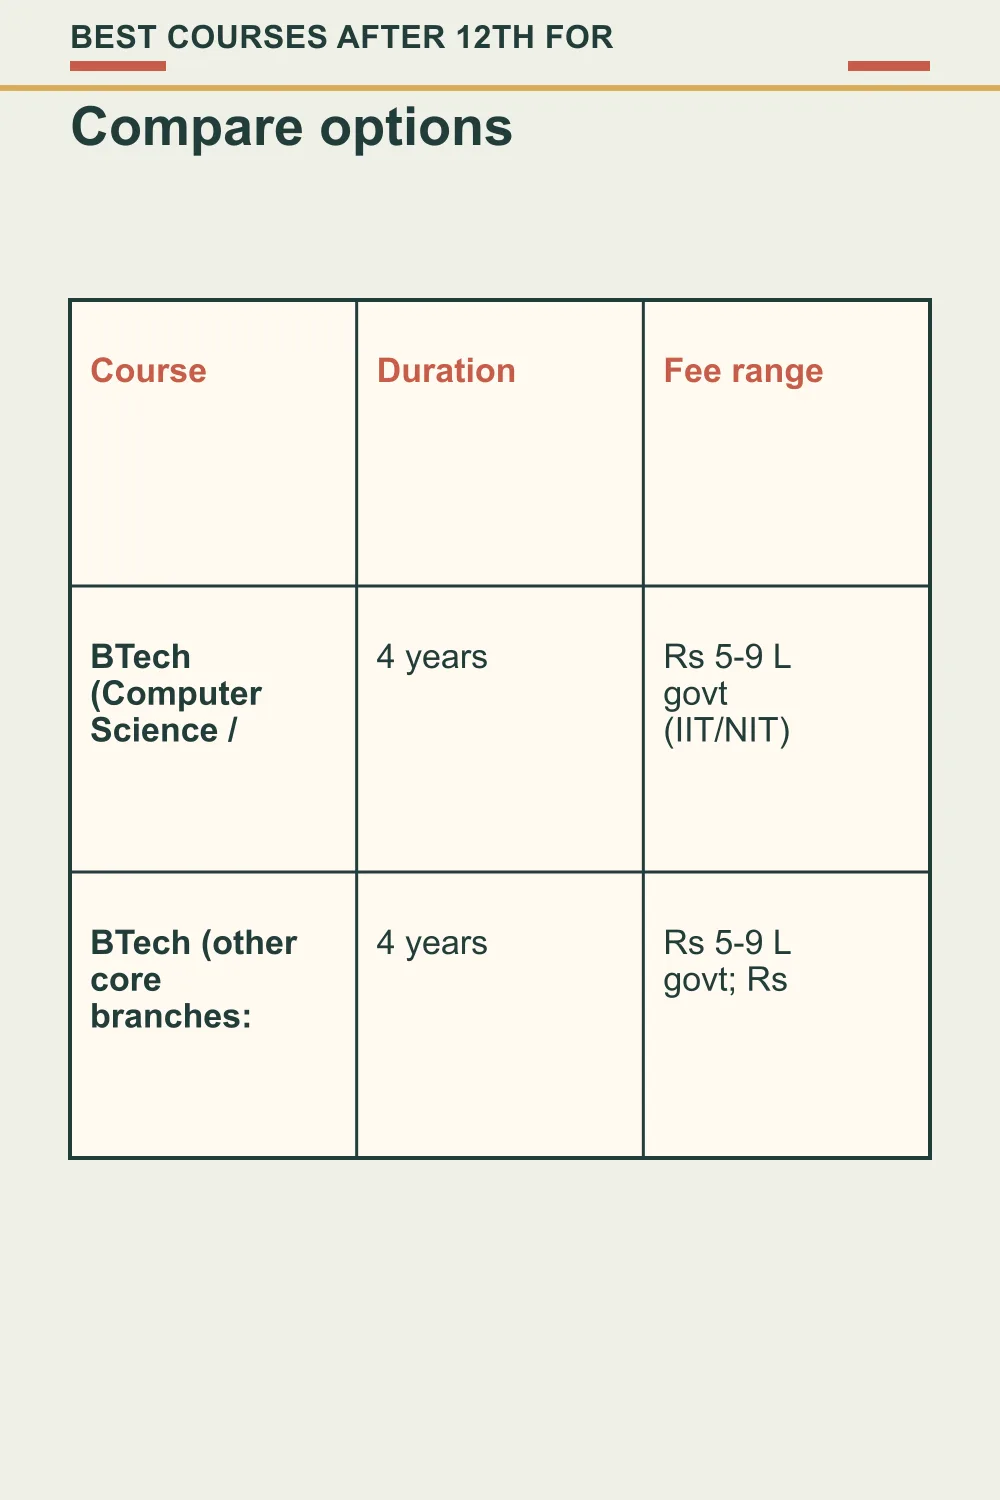 BEST COURSES AFTER 12TH FOR
Compare options
Course
Duration
Fee range
BTech
(Computer
Science /
4 years
Rs 5-9 L
govt
(IIT/NIT)
BTech (other
core
branches:
4 years
Rs 5-9 L
govt; Rs